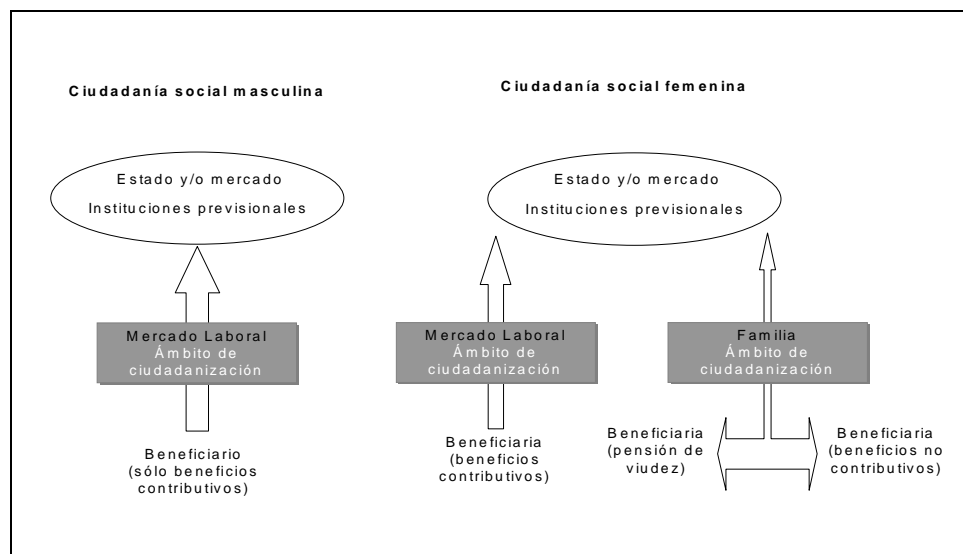 Ciudadanía social masculina
Estado y/o mercado
Instituciones previsionales
Mercado Laboral
Ámbito de
ciudadanización
Beneficiario
(sólo beneficios
contributivos)
Ciudadanía social femenina
Estado y/o mercado
Instituciones previsionales
Mercado Laboral
Ámbito de
ciudadanización
Beneficiaria
(beneficios
contributivos)
Familia
Ámbito de
ciudadanización
Beneficiaria
(pensión de
viudez)
Beneficiaria
(beneficios no
contributivos)